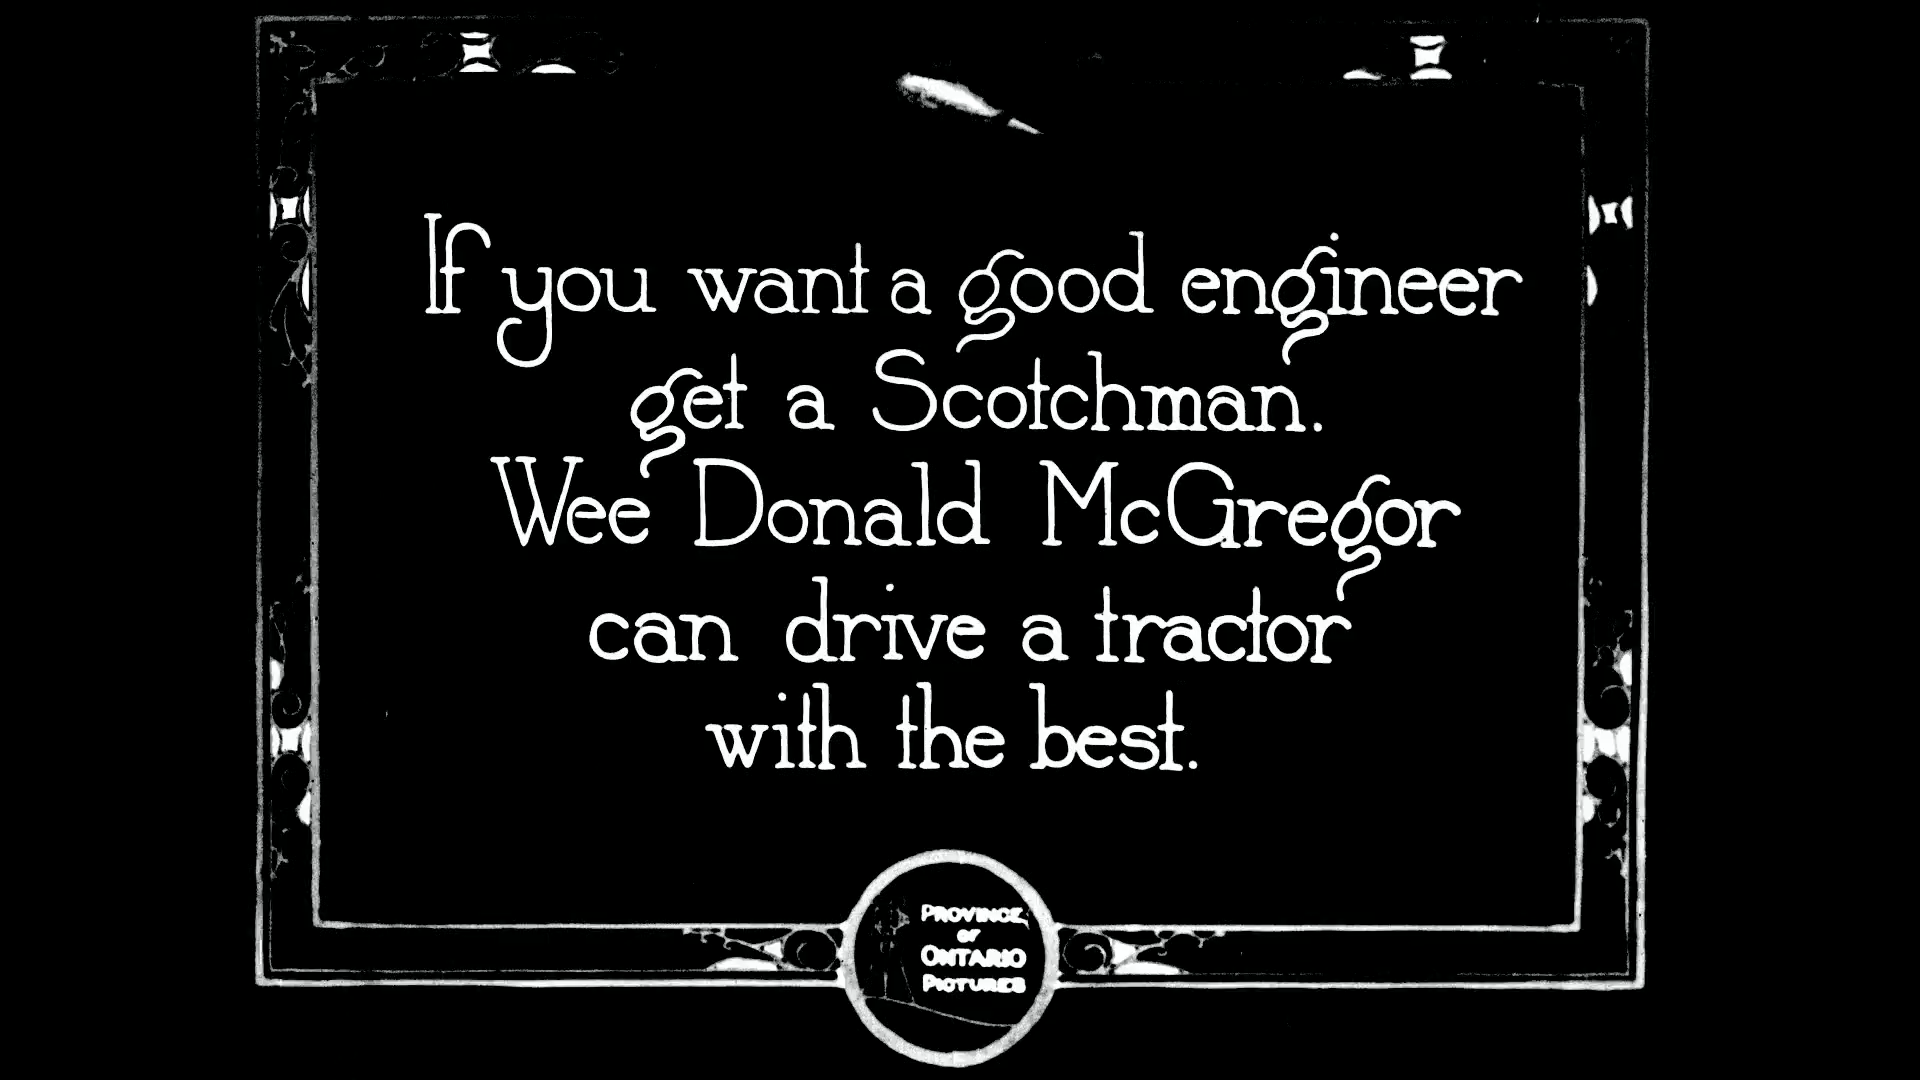 If you want a good engineer
get a Scotchman.
Wee Donald McGregor
can drive a tractor
with the best.
PROVINCE
OF
ONTARIO
PICTURES